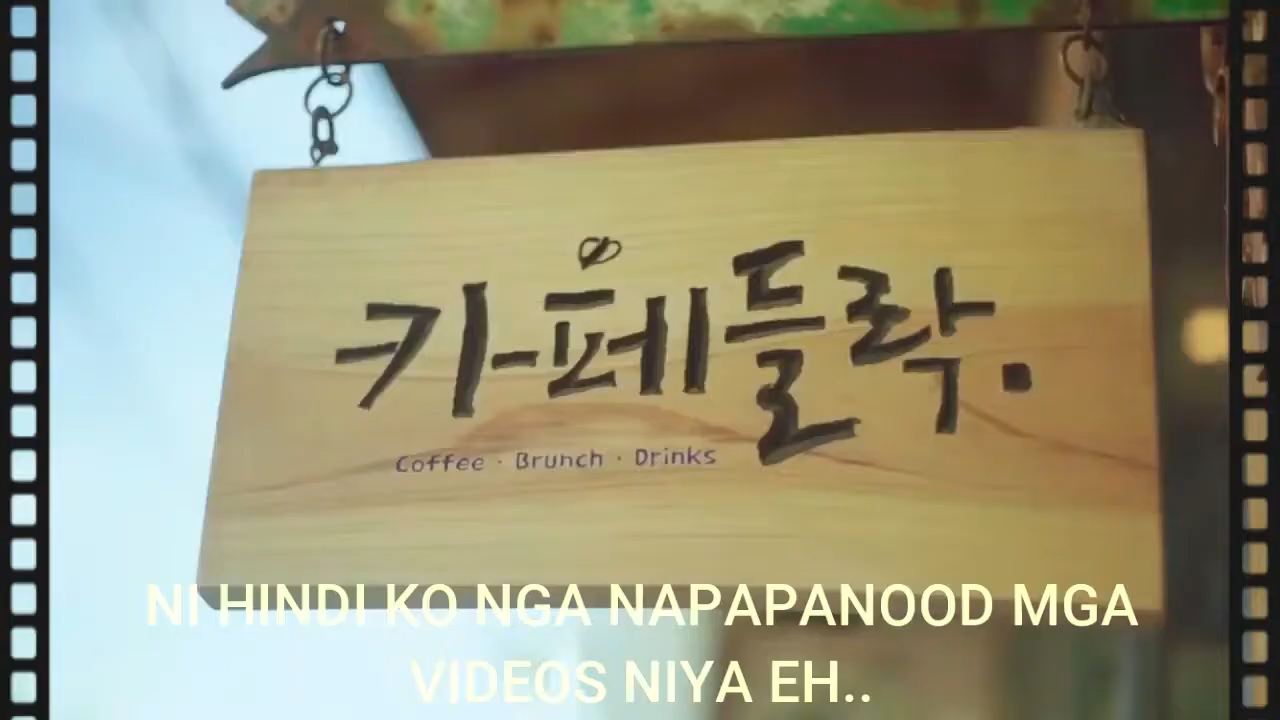 카페들락.
Coffee · Brunch · Drinks
NI HINDI KO NGA NAPAPANOOD MGA
VIDEOS NIYA EH..